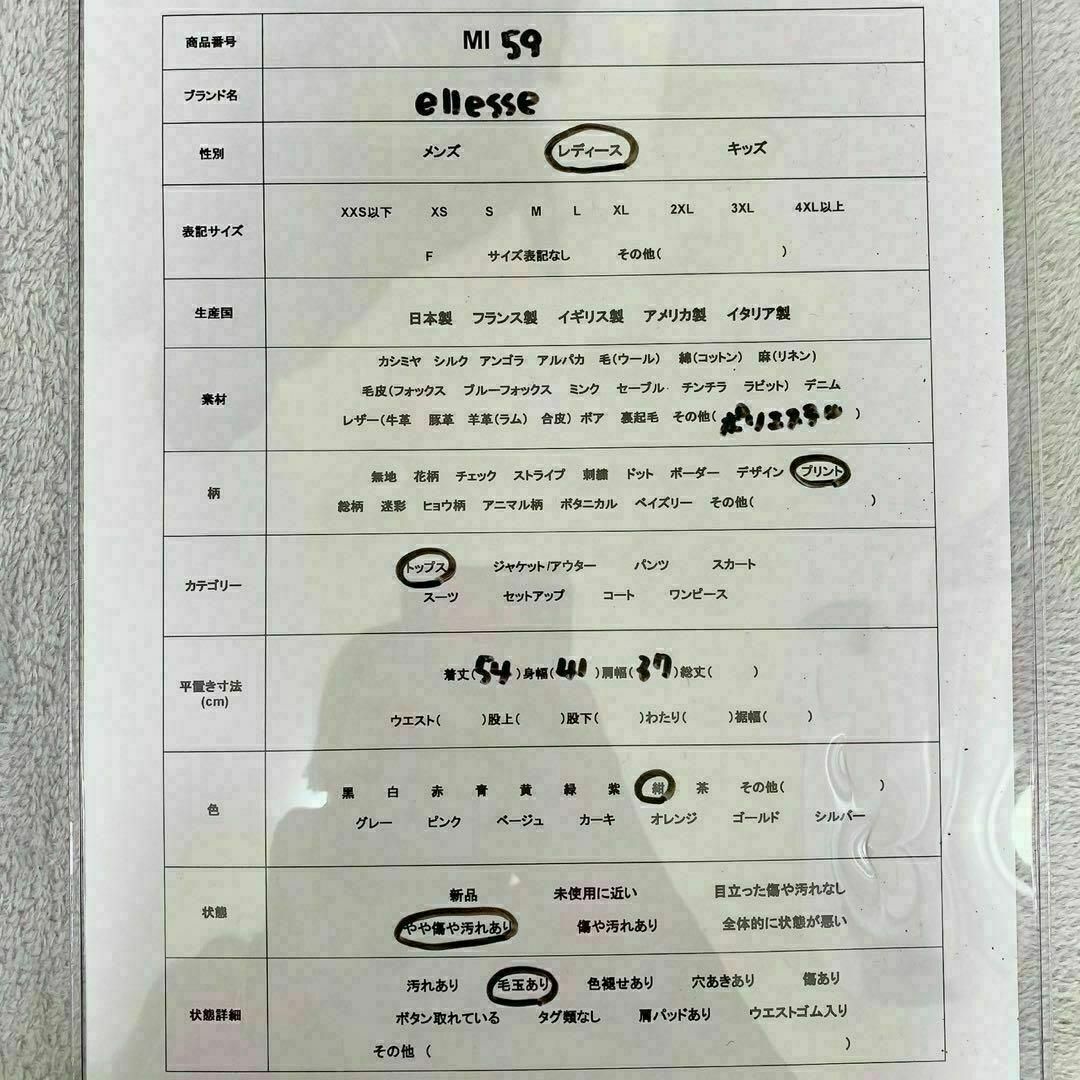 商品番号 MI 59
ブランド名 ellesse
性別 メンズ レディース キッズ
表記サイズ
XXS以下 XS S M L XL 2XL 3XL 4XL以上
F サイズ表記なし その他( )
生産国 日本製 フランス製 イギリス製 アメリカ製 イタリア製
素材
カシミヤ シルク アンゴラ アルパカ 毛(ウール) 綿(コットン) 麻(リネン)
毛皮(フォックス ブルーフォックス ミンク セーブル チンチラ ラビット) デニム
レザー(牛革 豚革 羊革(ラム) 合皮) ボア 裏起毛 その他( ポリエステル )
柄
無地 花柄 チェック ストライプ 刺繍 ドット ボーダー デザイン プリント
総柄 迷彩 ヒョウ柄 アニマル柄 ボタニカル ペイズリー その他( )
カテゴリー
トップス ジャケット/アウター パンツ スカート
スーツ セットアップ コート ワンピース
平置き寸法
(cm)
着丈(54)身幅(41)肩幅(37)総丈( )
ウエスト( )股上( )股下( )わたり( )裾幅( )
色
黒 白 赤 青 黄 緑 紫 紺 茶 その他( )
グレー ピンク ベージュ カーキ オレンジ ゴールド シルバー
状態
新品 未使用に近い 目立った傷や汚れなし
やや傷や汚れあり 傷や汚れあり 全体的に状態が悪い
状態詳細
汚れあり 毛玉あり 色褪せあり 穴あきあり 傷あり
ボタン取れている タグ類なし 肩パッドあり ウエストゴム入り
その他 ( )